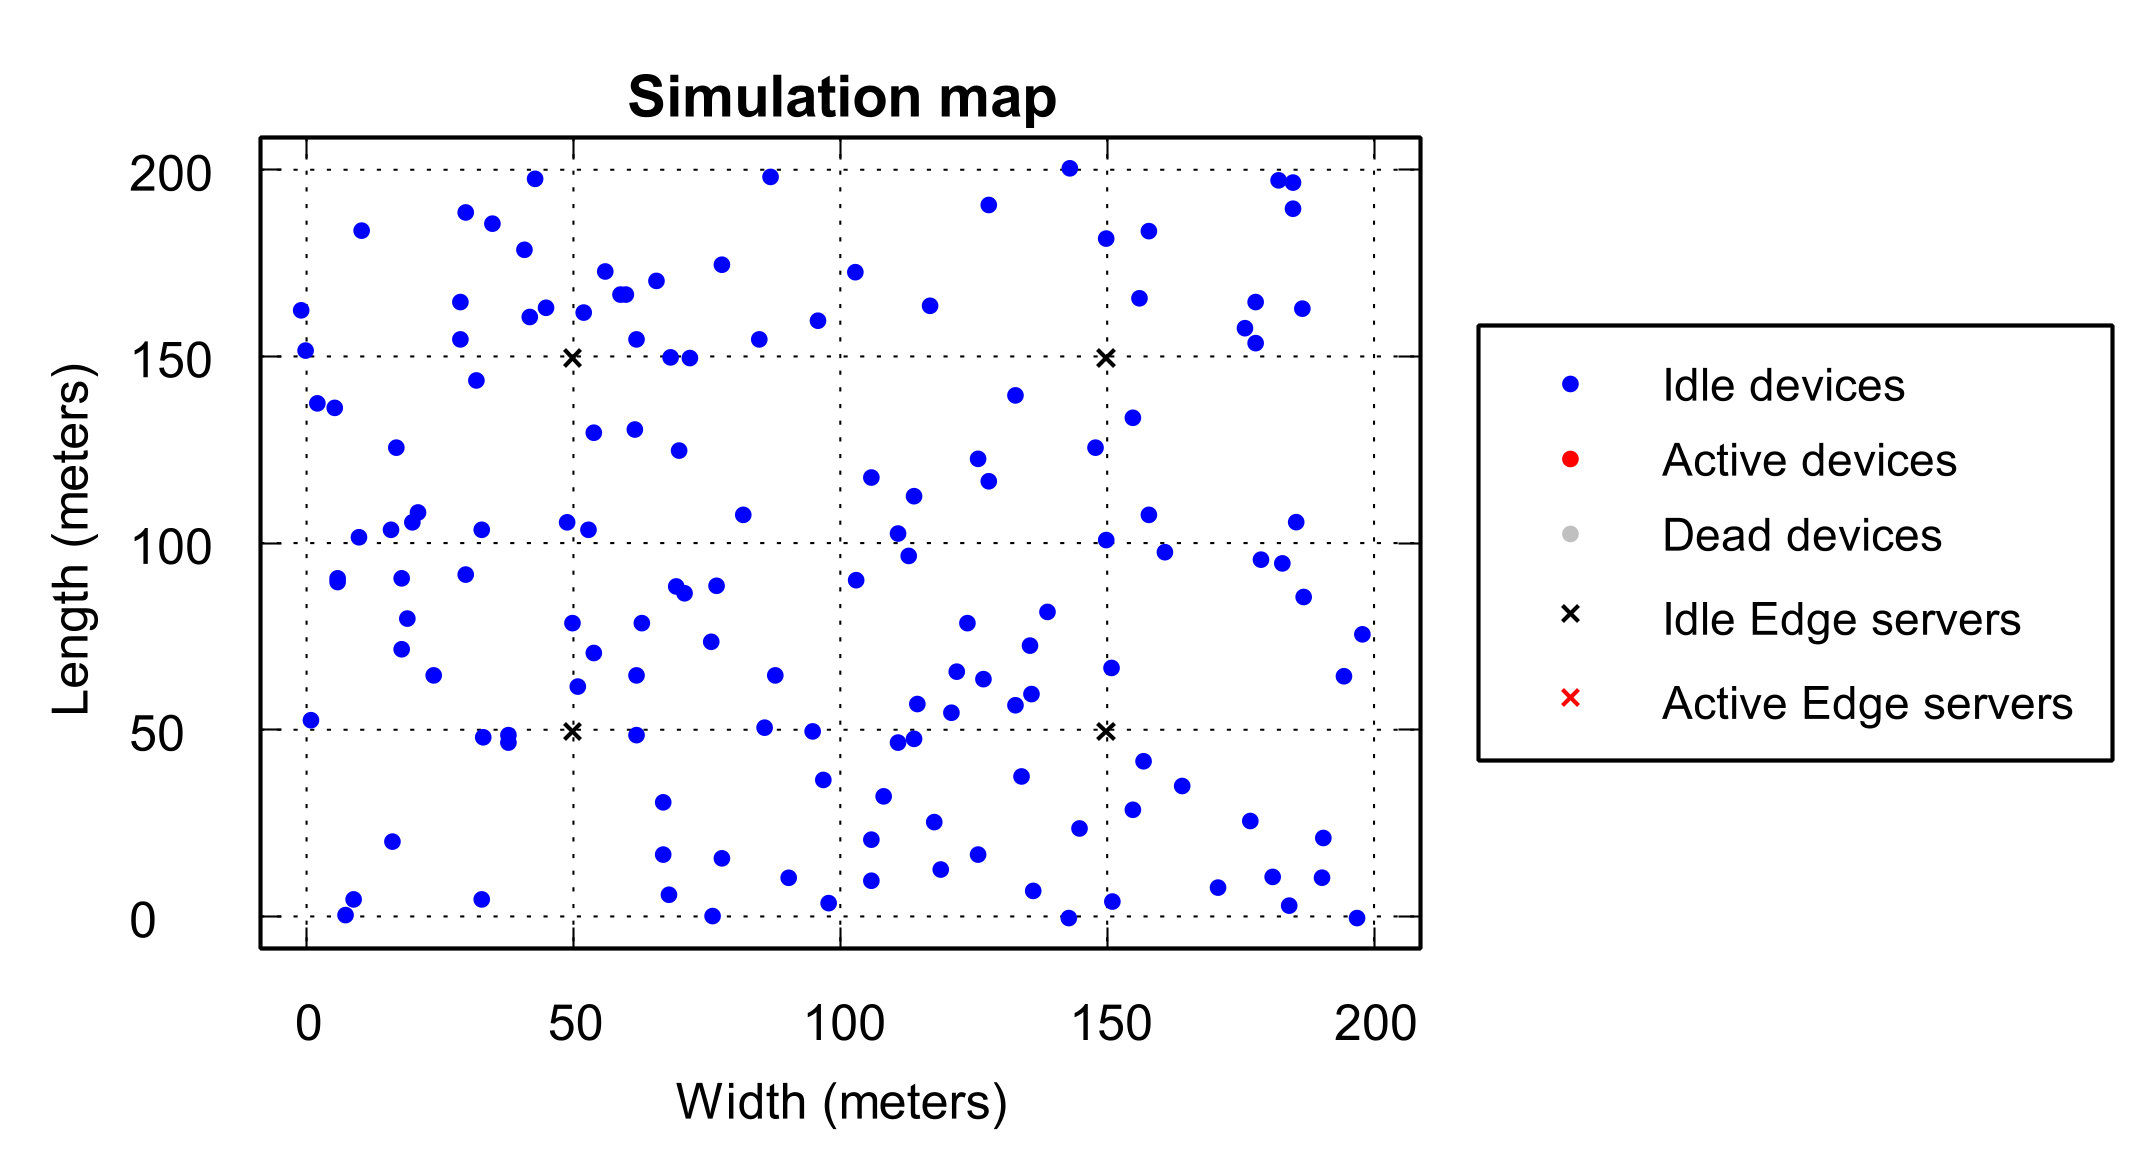 Simulation map
200
150
100
50
0
Length (meters)
0 50 100 150 200
Width (meters)
Idle devices
Active devices
Dead devices
Idle Edge servers
Active Edge servers